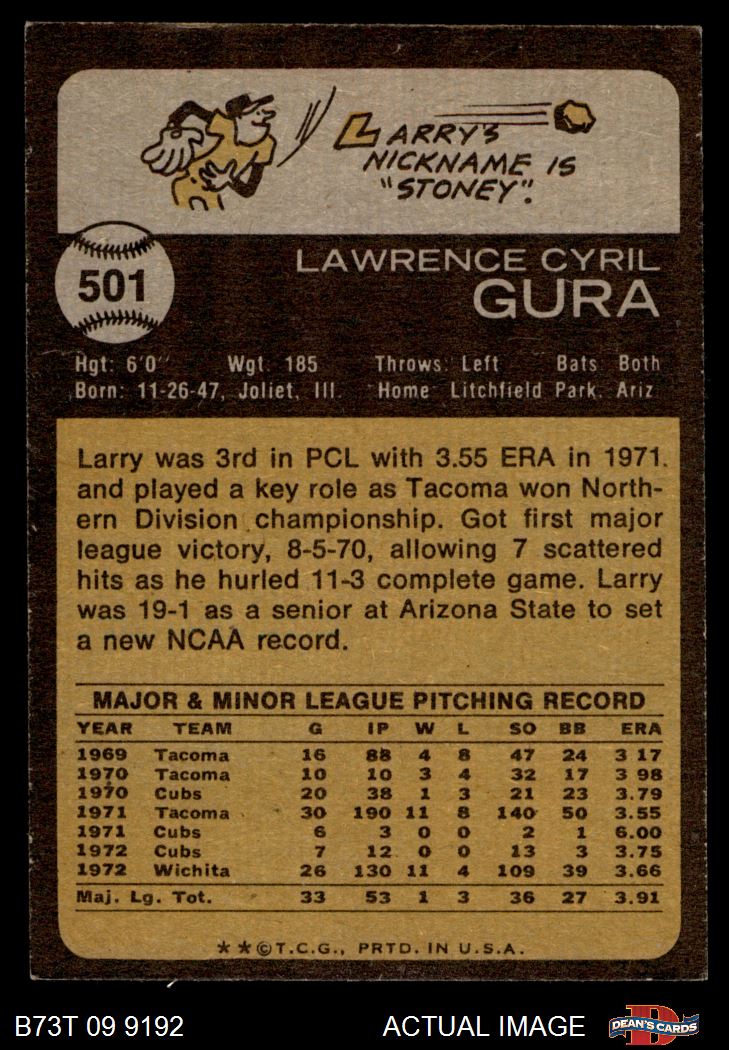 LARRY'S
NICKNAME IS
"STONEY".
501
LAWRENCE CYRIL
GURA
Hgt: 6'0" Wgt. 185 Throws: Left Bats Both
Born: 11-26-47, Joliet, Ill. Home: Litchfield Park, Ariz
Larry was 3rd in PCL with 3.55 ERA in 1971.
and played a key role as Tacoma won North-
ern Division championship. Got first major
league victory, 8-5-70, allowing 7 scattered
hits as he hurled 11-3 complete game. Larry
was 19-1 as a senior at Arizona State to set
a new NCAA record.
MAJOR & MINOR LEAGUE PITCHING RECORD
YEAR TEAM G IP W L SO BB ERA
1969 Tacoma 16 88 4 8 47 24 3 17
1970 Tacoma 10 10 3 4 32 17 3 98
1970 Cubs 20 38 1 3 21 23 3.79
1971 Tacoma 30 190 11 8 140 50 3.55
1971 Cubs 6 3 0 0 2 1 6.00
1972 Cubs 7 12 0 0 13 3 3.75
1972 Wichita 26 130 11 4 109 39 3.66
Maj. Lg. Tot. 33 53 1 3 36 27 3.91
★★©T.C.G., PRTD. IN U.S.A.
B73T 09 9192 ACTUAL IMAGE DEAN'S CARDS